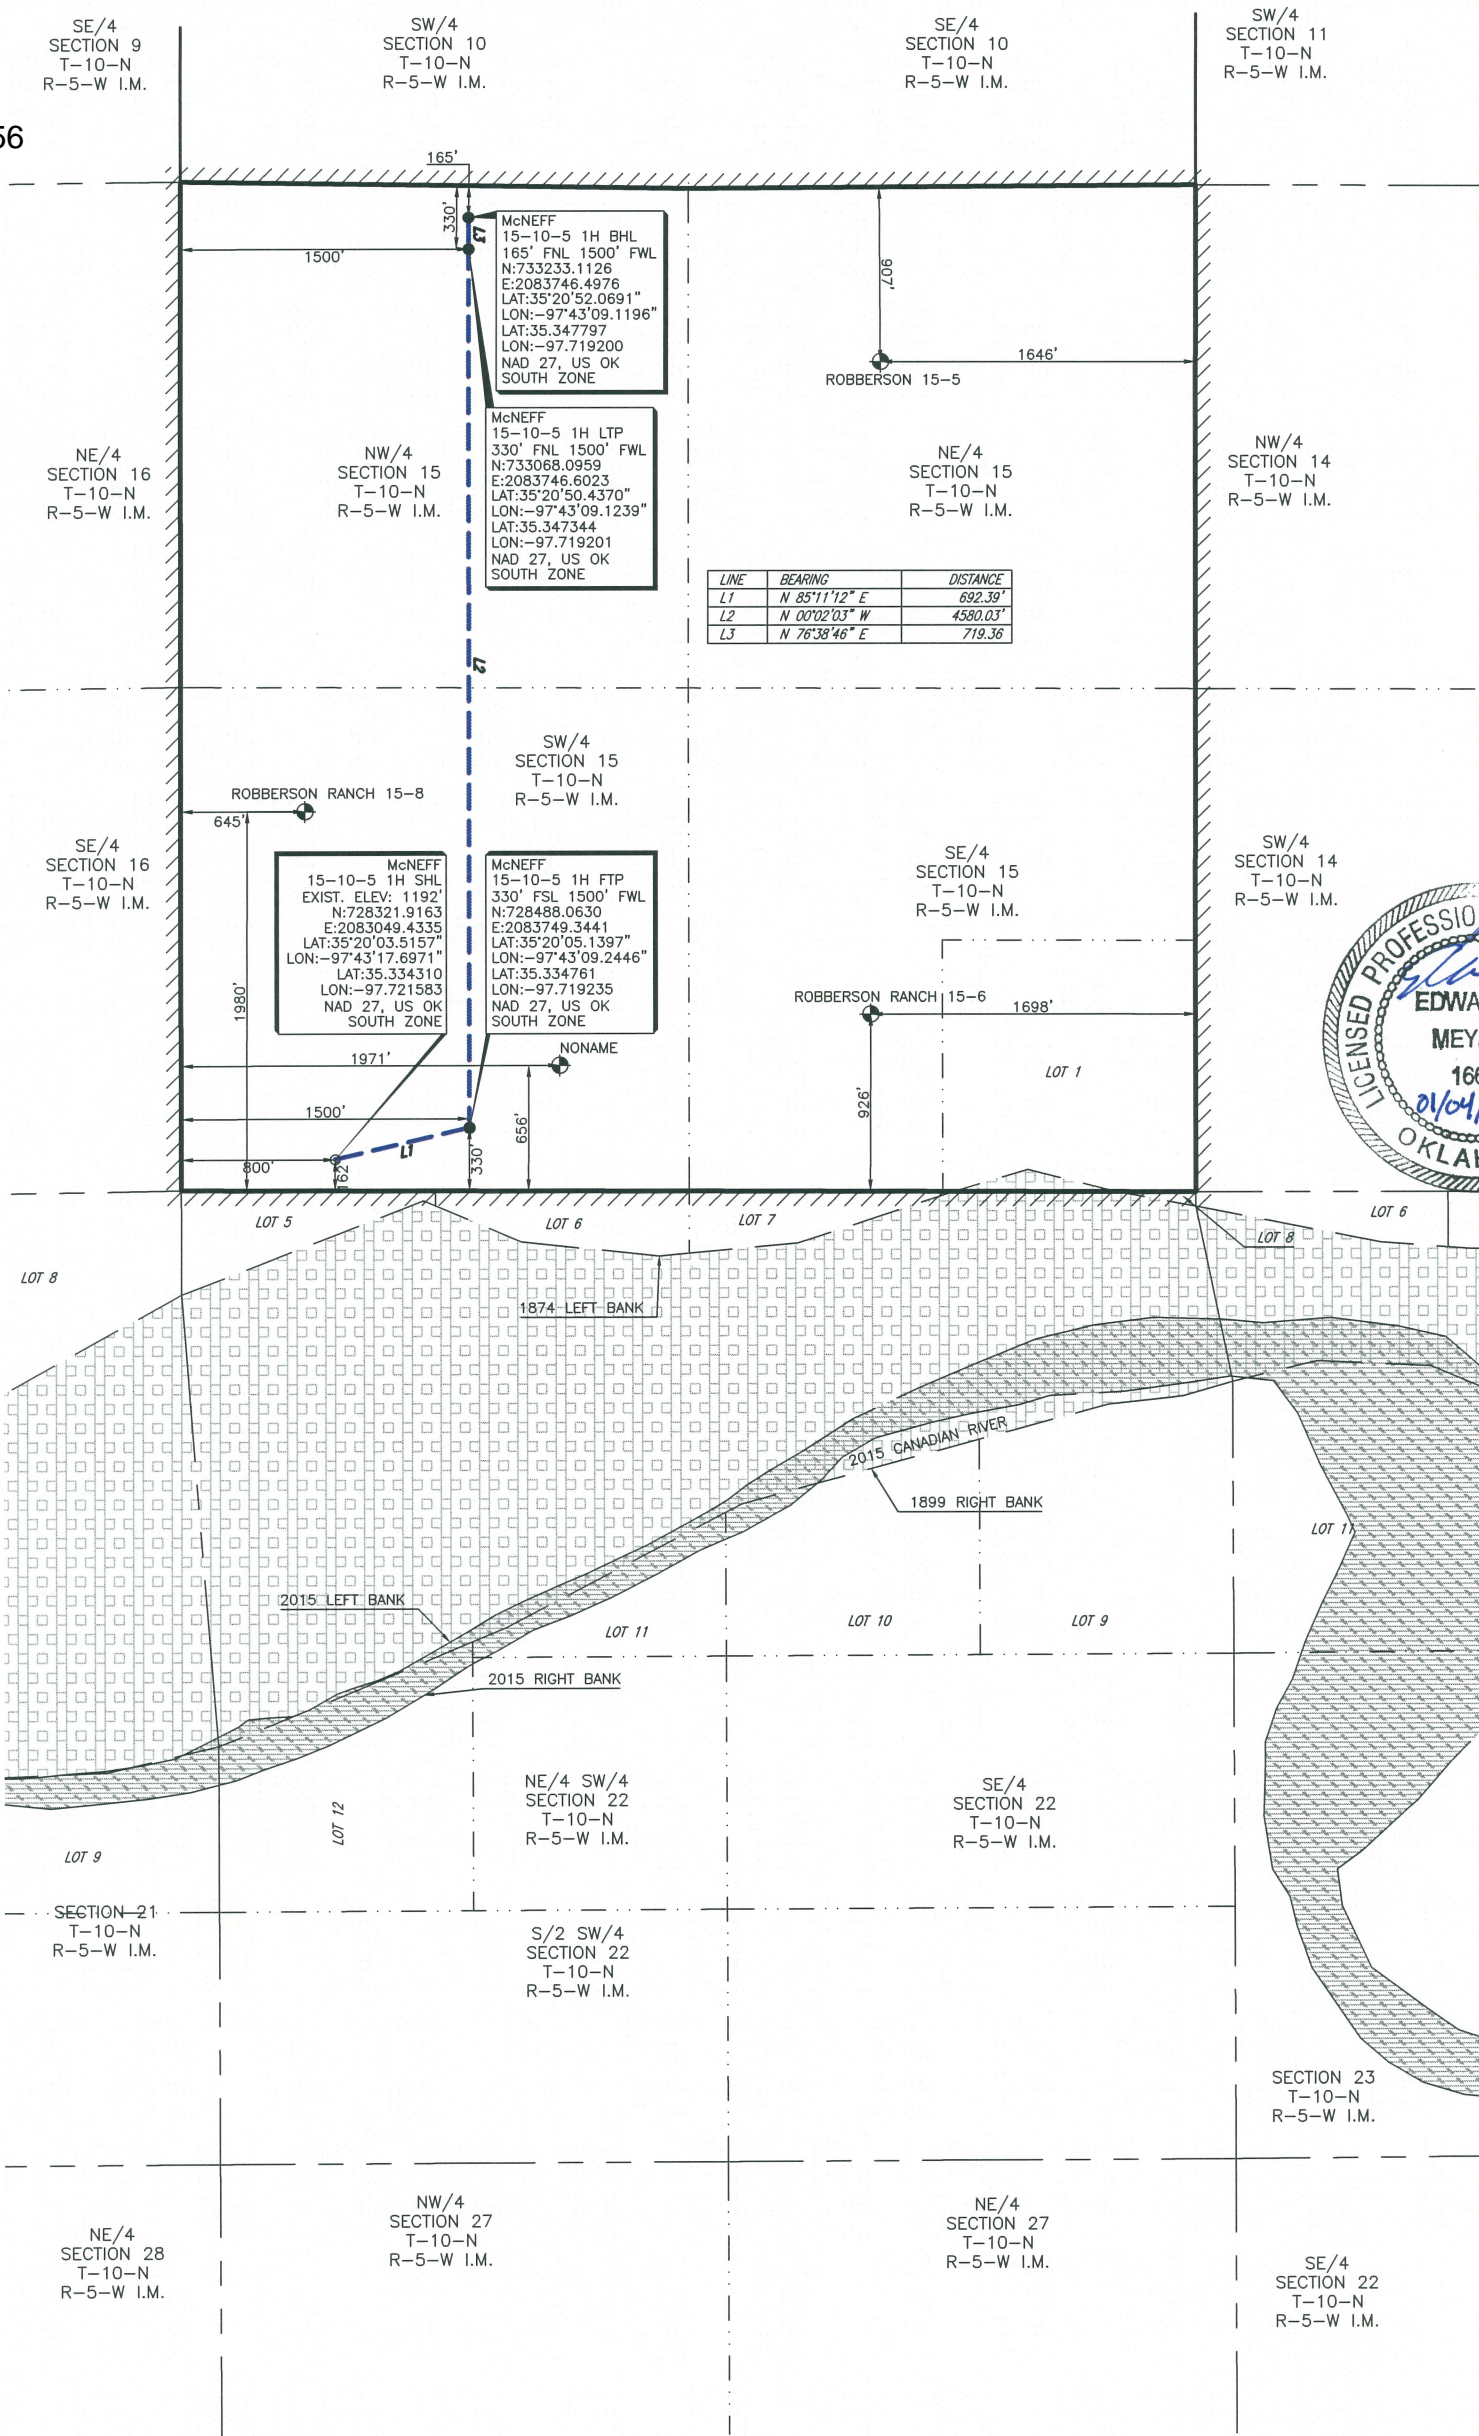 SE/4
SECTION 9
T-10-N
R-5-W I.M.
SW/4
SECTION 10
T-10-N
R-5-W I.M.
SE/4
SECTION 10
T-10-N
R-5-W I.M.
SW/4
SECTION 11
T-10-N
R-5-W I.M.
56
165'
330'
1500'
L3
McNEFF
15-10-5 1H BHL
165' FNL 1500' FWL
N:733233.1126
E:2083746.4976
LAT:35°20'52.0691"
LON:-97°43'09.1196"
LAT:35.347797
LON:-97.719200
NAD 27, US OK
SOUTH ZONE
907'
1646'
ROBBERSON 15-5
McNEFF
15-10-5 1H LTP
330' FNL 1500' FWL
N:733068.0959
E:2083746.6023
LAT:35°20'50.4370"
LON:-97°43'09.1239"
LAT:35.347344
LON:-97.719201
NAD 27, US OK
SOUTH ZONE
NE/4
SECTION 16
T-10-N
R-5-W I.M.
NW/4
SECTION 15
T-10-N
R-5-W I.M.
NE/4
SECTION 15
T-10-N
R-5-W I.M.
NW/4
SECTION 14
T-10-N
R-5-W I.M.
LINE BEARING DISTANCE
L1 N 85°11'12" E 692.39'
L2 N 00°02'03" W 4580.03'
L3 N 76°38'46" E 719.36
L2
SW/4
SECTION 15
T-10-N
R-5-W I.M.
ROBBERSON RANCH 15-8
645'
1980'
SE/4
SECTION 16
T-10-N
R-5-W I.M.
McNEFF
15-10-5 1H SHL
EXIST. ELEV: 1192'
N:728321.9163
E:2083049.4335
LAT:35°20'03.5157"
LON:-97°43'17.6971"
LAT:35.334310
LON:-97.721583
NAD 27, US OK
SOUTH ZONE
McNEFF
15-10-5 1H FTP
330' FSL 1500' FWL
N:728488.0630
E:2083749.3441
LAT:35°20'05.1397"
LON:-97°43'09.2446"
LAT:35.334761
LON:-97.719235
NAD 27, US OK
SOUTH ZONE
SE/4
SECTION 15
T-10-N
R-5-W I.M.
SW/4
SECTION 14
T-10-N
R-5-W I.M.
LICENSED PROFESSIO
EDWA
MEY
166
01/04/
OKLAH
ROBBERSON RANCH 15-6
1698'
926'
LOT 1
NONAME
1971'
656'
1500'
330'
800'
162'
L1
LOT 5
LOT 6
LOT 7
LOT 8
LOT 6
LOT 8
1874 LEFT BANK
2015 CANADIAN RIVER
1899 RIGHT BANK
LOT 11
2015 LEFT BANK
LOT 11
LOT 10
LOT 9
2015 RIGHT BANK
LOT 12
NE/4 SW/4
SECTION 22
T-10-N
R-5-W I.M.
SE/4
SECTION 22
T-10-N
R-5-W I.M.
LOT 9
SECTION 21
T-10-N
R-5-W I.M.
S/2 SW/4
SECTION 22
T-10-N
R-5-W I.M.
SECTION 23
T-10-N
R-5-W I.M.
NE/4
SECTION 28
T-10-N
R-5-W I.M.
NW/4
SECTION 27
T-10-N
R-5-W I.M.
NE/4
SECTION 27
T-10-N
R-5-W I.M.
SE/4
SECTION 22
T-10-N
R-5-W I.M.